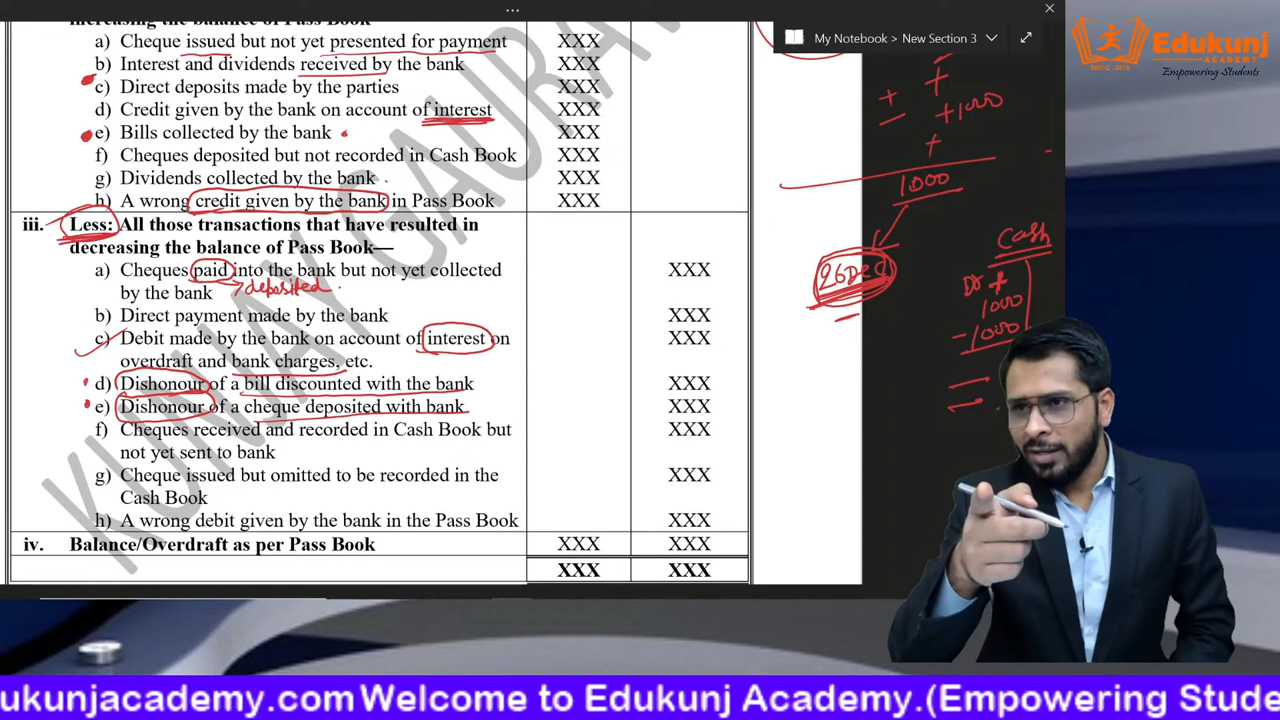 increasing the balance of Pass Book—
a) Cheque issued but not yet presented for payment XXX
b) Interest and dividends received by the bank XXX
c) Direct deposits made by the parties XXX
d) Credit given by the bank on account of interest XXX
e) Bills collected by the bank XXX
f) Cheques deposited but not recorded in Cash Book XXX
g) Dividends collected by the bank XXX
h) A wrong credit given by the bank in Pass Book XXX
iii. Less: All those transactions that have resulted in
decreasing the balance of Pass Book—
a) Cheques paid into the bank but not yet collected XXX
by the bank
deposited
b) Direct payment made by the bank XXX
c) Debit made by the bank on account of interest on XXX
overdraft and bank charges, etc.
d) Dishonour of a bill discounted with the bank XXX
e) Dishonour of a cheque deposited with bank XXX
f) Cheques received and recorded in Cash Book but XXX
not yet sent to bank
g) Cheque issued but omitted to be recorded in the XXX
Cash Book
h) A wrong debit given by the bank in the Pass Book XXX
iv. Balance/Overdraft as per Pass Book XXX XXX
XXX XXX
KUNJAY GAURA
My Notebook > New Section 3
+ +
− +1000
+
1000
26 Dec
Cash
Dr +
1000
-1000
Edukunj
ACADEMY
Empowering Students
ukunjacademy.com Welcome to Edukunj Academy.(Empowering Stude